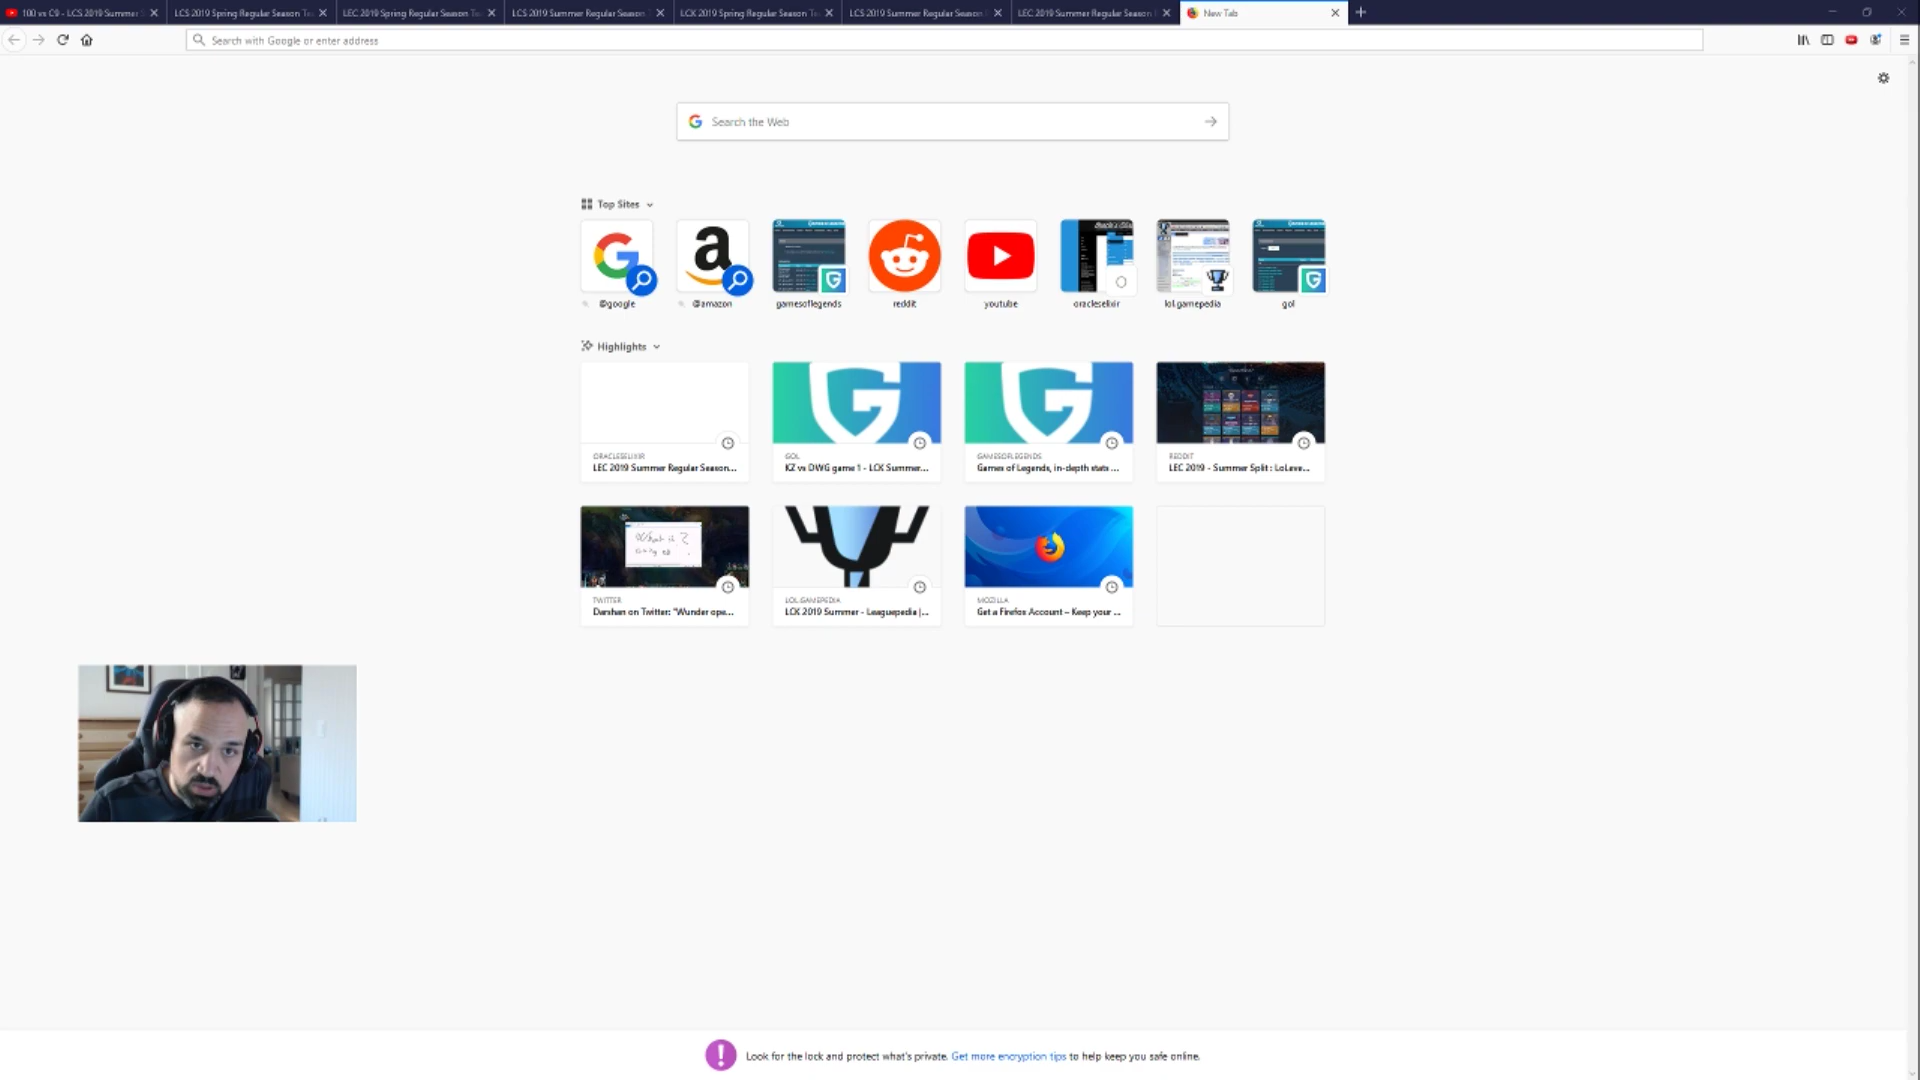 100 vs C9 - LCS 2019 Summer S
LCS 2019 Spring Regular Season Te
LEC 2019 Spring Regular Season Te
LCS 2019 Summer Regular Season T
LCK 2019 Spring Regular Season Te
LCS 2019 Summer Regular Season
LEC 2019 Summer Regular Season
New Tab
Search with Google or enter address
Search the Web
Top Sites
@google
@amazon
gamesoflegends
reddit
youtube
oracleselixir
lol.gamepedia
gol
Highlights
ORACLESELIXIR
LEC 2019 Summer Regular Season...
GOL
KZ vs DWG game 1 - LCK Summer...
GAMESOFLEGENDS
Games of Legends, in-depth stats ...
REDDIT
LEC 2019 - Summer Split : LoLeve...
TWITTER
Darshan on Twitter: "Wunder ope...
LOL.GAMEPEDIA
LCK 2019 Summer - Leaguepedia |...
MOZILLA
Get a Firefox Account – Keep your ...
Look for the lock and protect what's private. Get more encryption tips to help keep you safe online.